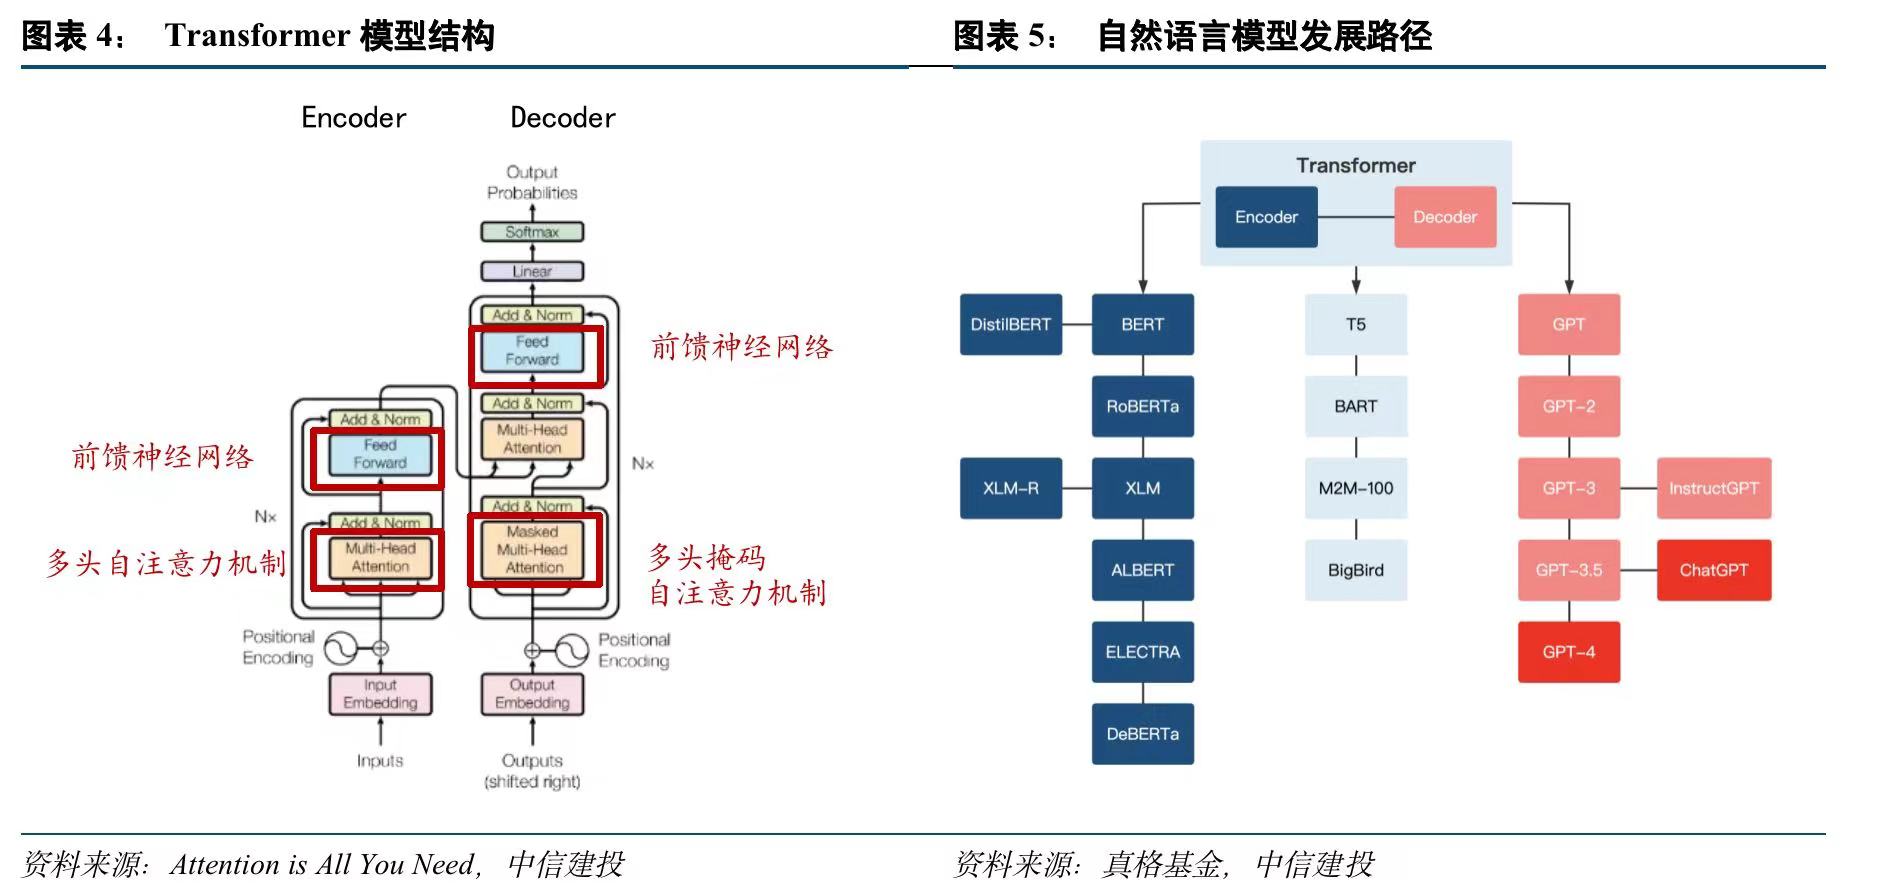 图表 4： Transformer 模型结构
Encoder
Decoder
Output
Probabilities
Softmax
Linear
Add & Norm
Feed
Forward
前馈神经网络
Add & Norm
Multi-Head
Attention
Nx
Add & Norm
Masked
Multi-Head
Attention
多头掩码
自注意力机制
Add & Norm
Feed
Forward
前馈神经网络
Nx
Add & Norm
Multi-Head
Attention
多头自注意力机制
Positional
Encoding
Positional
Encoding
Input
Embedding
Output
Embedding
Inputs
Outputs
(shifted right)
资料来源：Attention is All You Need，中信建投
图表 5： 自然语言模型发展路径
Transformer
Encoder
Decoder
DistilBERT
BERT
T5
GPT
RoBERTa
BART
GPT-2
XLM-R
XLM
M2M-100
GPT-3
InstructGPT
ALBERT
BigBird
GPT-3.5
ChatGPT
ELECTRA
GPT-4
DeBERTa
资料来源：真格基金，中信建投